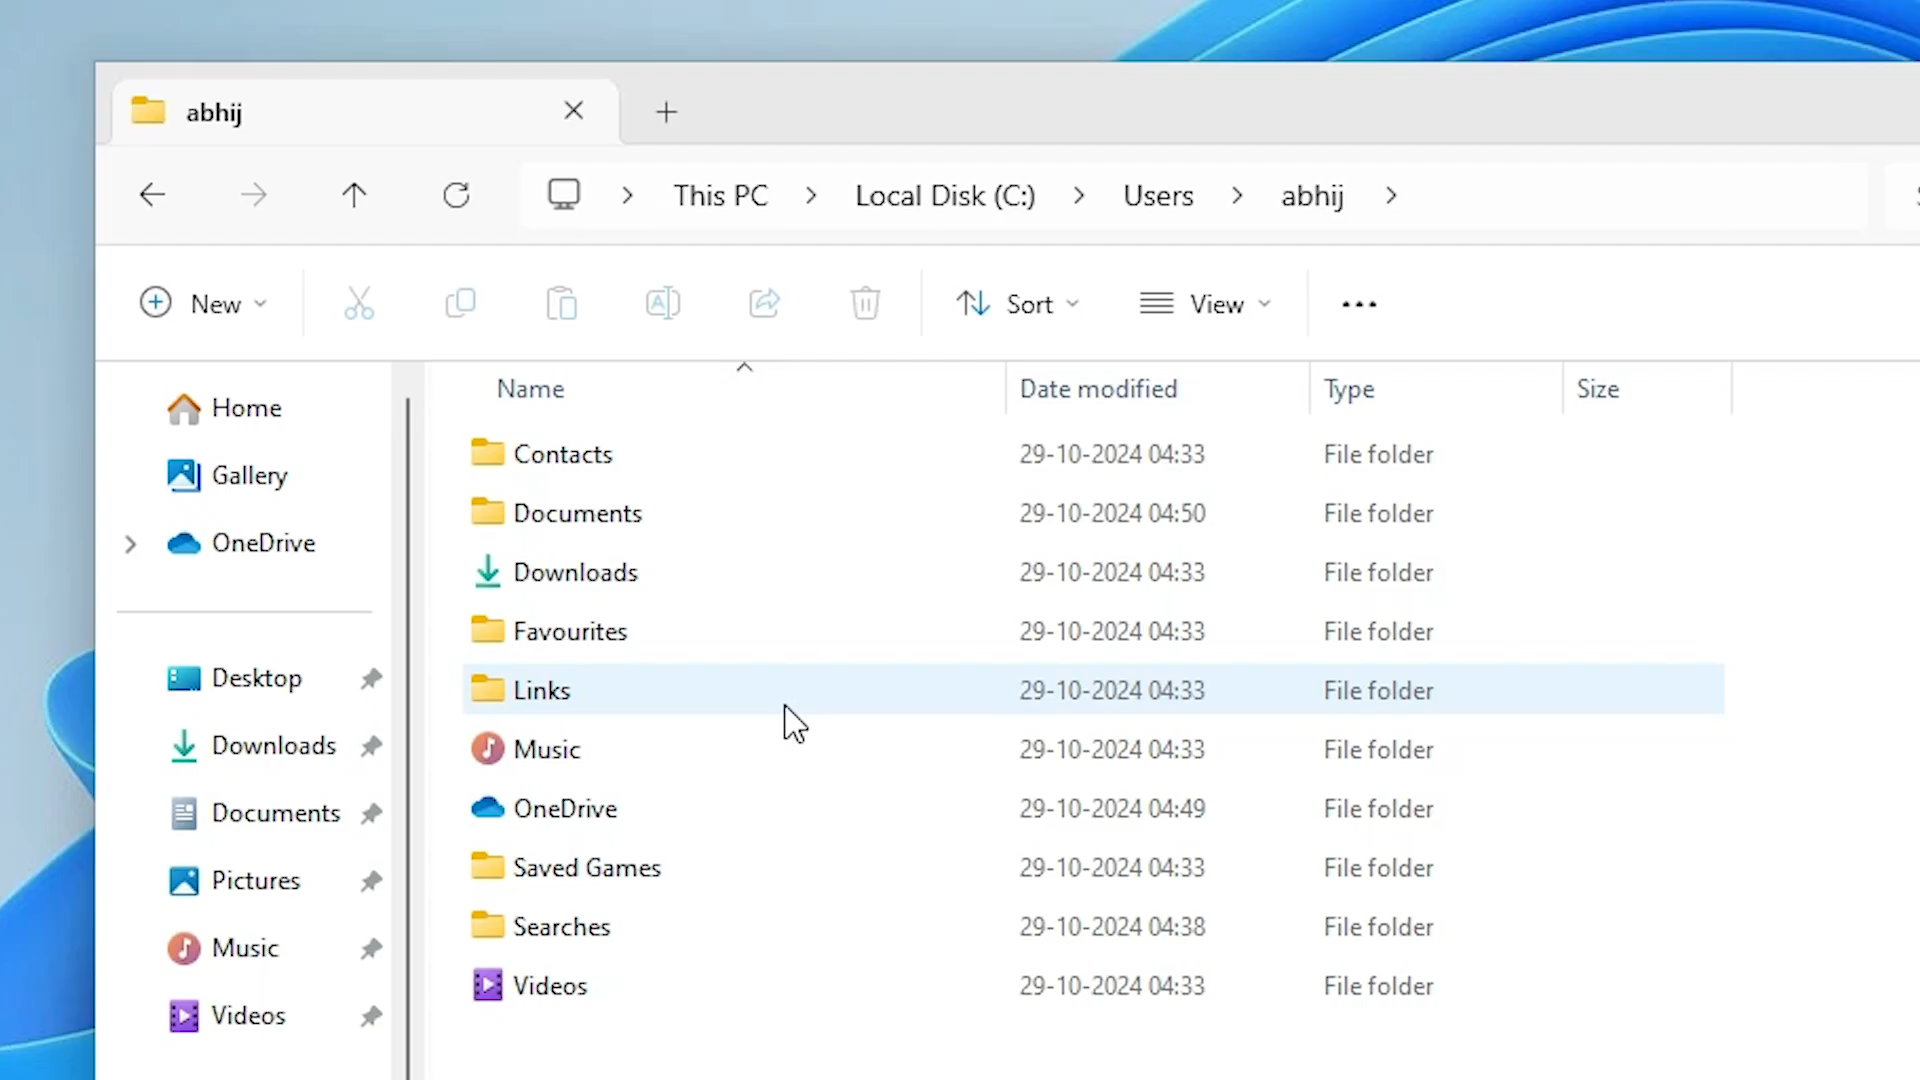 abhij
This PC > Local Disk (C:) > Users > abhij >
New Sort View
Name Date modified Type Size
Home
Gallery
OneDrive
Desktop
Downloads
Documents
Pictures
Music
Videos
Contacts 29-10-2024 04:33 File folder
Documents 29-10-2024 04:50 File folder
Downloads 29-10-2024 04:33 File folder
Favourites 29-10-2024 04:33 File folder
Links 29-10-2024 04:33 File folder
Music 29-10-2024 04:33 File folder
OneDrive 29-10-2024 04:49 File folder
Saved Games 29-10-2024 04:33 File folder
Searches 29-10-2024 04:38 File folder
Videos 29-10-2024 04:33 File folder